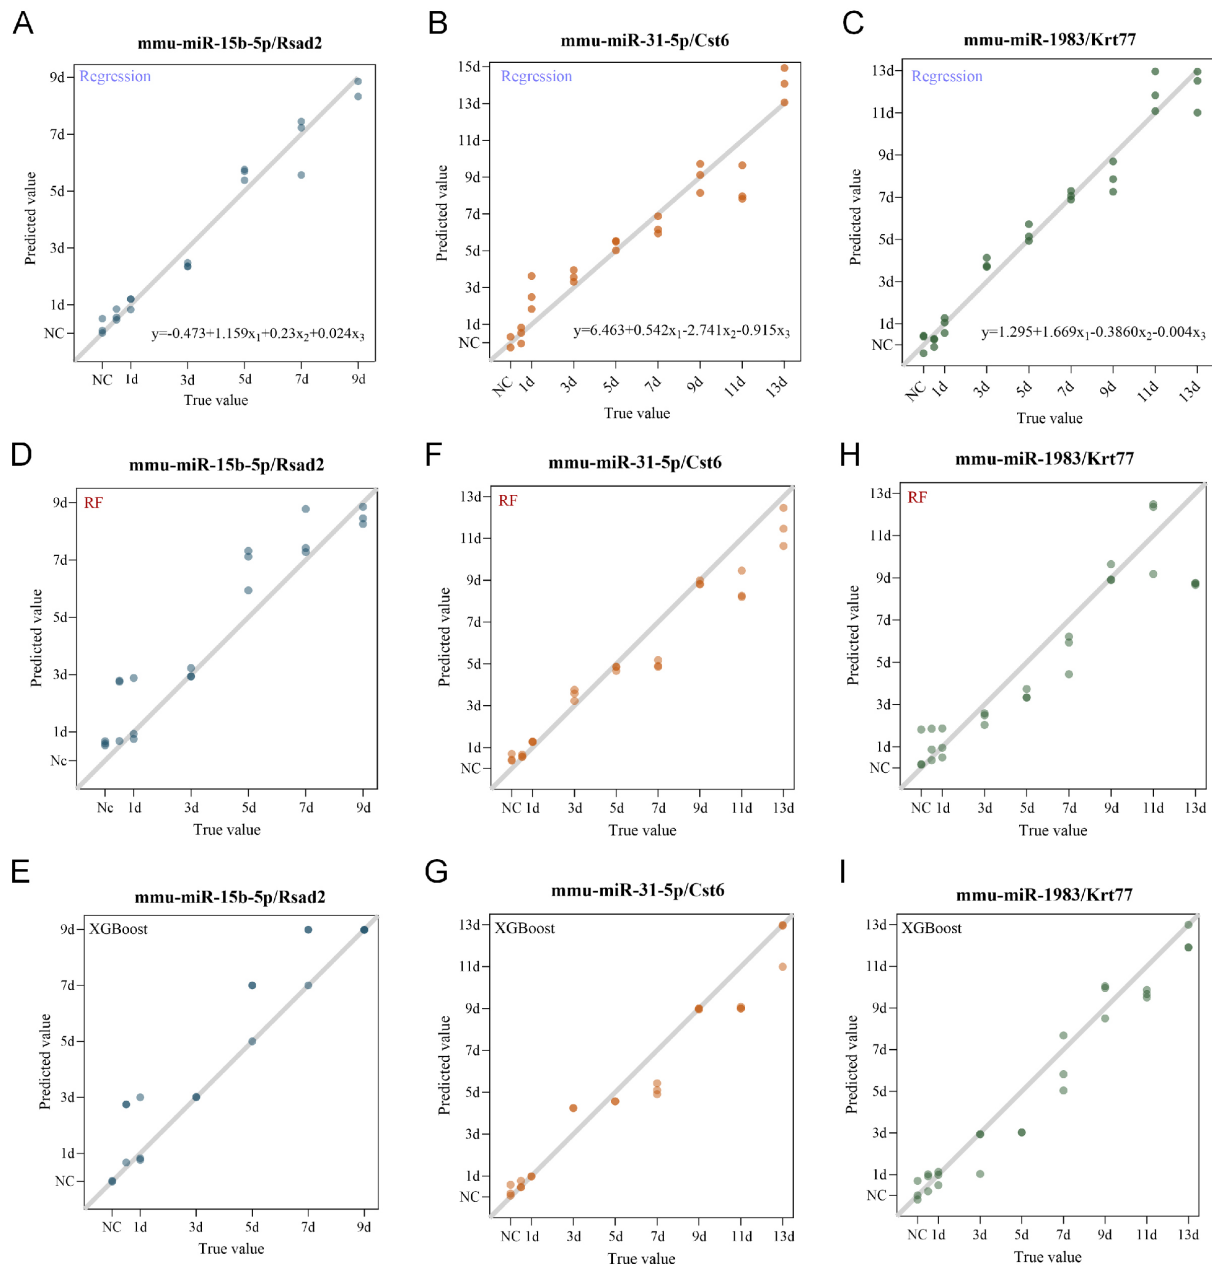 A
mmu-miR-15b-5p/Rsad2
Regression
9d
7d
5d
3d
1d
NC
Predicted value
y=-0.473+1.159x1+0.23x2+0.024x3
NC 1d 3d 5d 7d 9d
True value
B
mmu-miR-31-5p/Cst6
Regression
15d
13d
11d
9d
7d
5d
3d
1d
NC
Predicted value
y=6.463+0.542x1-2.741x2-0.915x3
NC 1d 3d 5d 7d 9d 11d 13d
True value
C
mmu-miR-1983/Krt77
Regression
13d
11d
9d
7d
5d
3d
1d
NC
Predicted value
y=1.295+1.669x1-0.3860x2-0.004x3
NC 1d 3d 5d 7d 9d 11d 13d
True value
D
mmu-miR-15b-5p/Rsad2
RF
9d
7d
5d
3d
1d
Nc
Predicted value
Nc 1d 3d 5d 7d 9d
True value
F
mmu-miR-31-5p/Cst6
RF
13d
11d
9d
7d
5d
3d
1d
NC
Predicted value
NC 1d 3d 5d 7d 9d 11d 13d
True value
H
mmu-miR-1983/Krt77
RF
13d
11d
9d
7d
5d
3d
1d
NC
Predicted value
NC 1d 3d 5d 7d 9d 11d 13d
True value
E
mmu-miR-15b-5p/Rsad2
XGBoost
9d
7d
5d
3d
1d
NC
Predicted value
NC 1d 3d 5d 7d 9d
True value
G
mmu-miR-31-5p/Cst6
XGBoost
13d
11d
9d
7d
5d
3d
1d
NC
Predicted value
NC 1d 3d 5d 7d 9d 11d 13d
True value
I
mmu-miR-1983/Krt77
XGBoost
13d
11d
9d
7d
5d
3d
1d
NC
Predicted value
NC 1d 3d 5d 7d 9d 11d 13d
True value